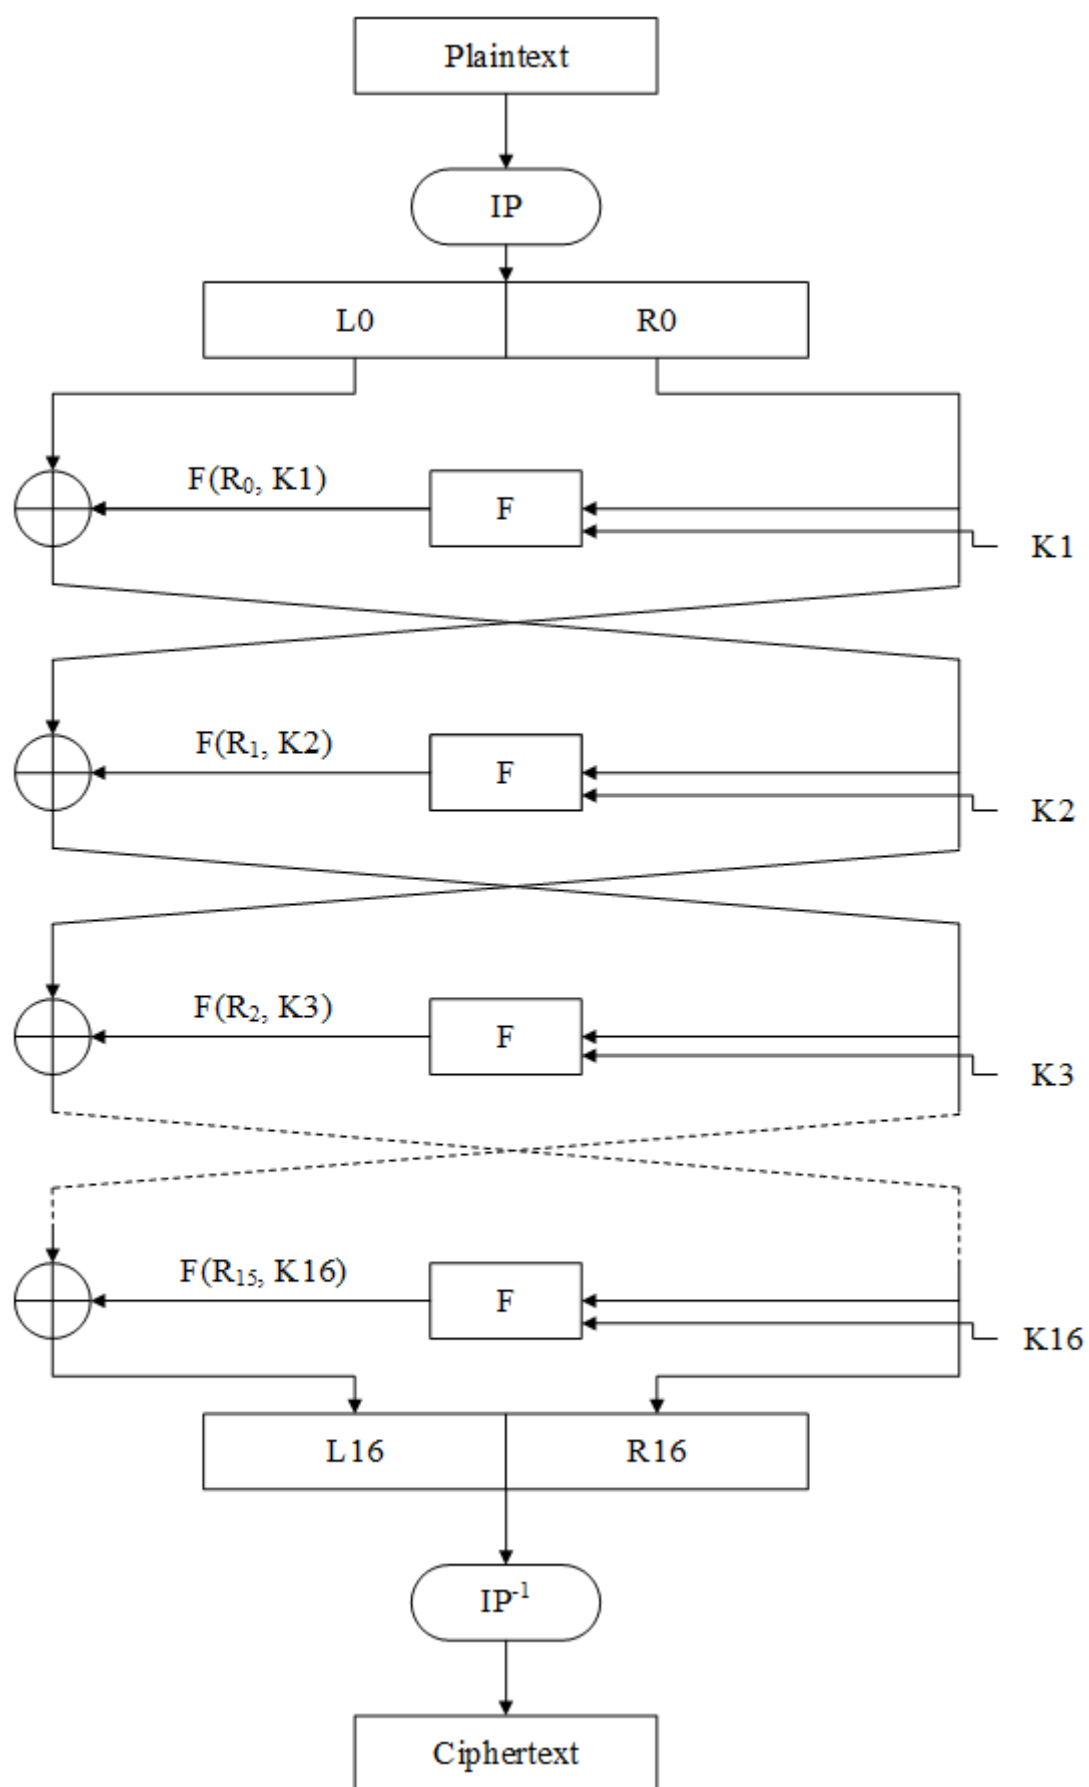 Plaintext
IP
L0 R0
F(R₀, K1) F
K1
F(R₁, K2) F
K2
F(R₂, K3) F
K3
F(R₁₅, K16) F
K16
L16 R16
IP⁻¹
Ciphertext